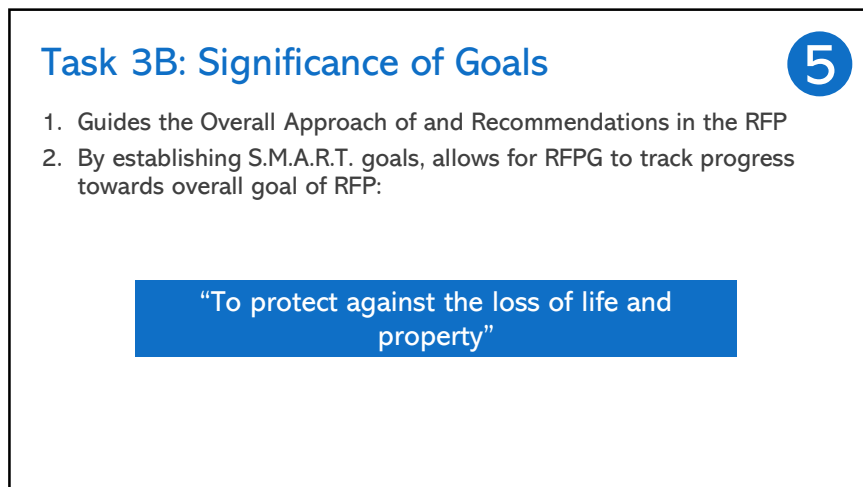 Task 3B: Significance of Goals
5
1. Guides the Overall Approach of and Recommendations in the RFP
2. By establishing S.M.A.R.T. goals, allows for RFPG to track progress
towards overall goal of RFP:
“To protect against the loss of life and
property”